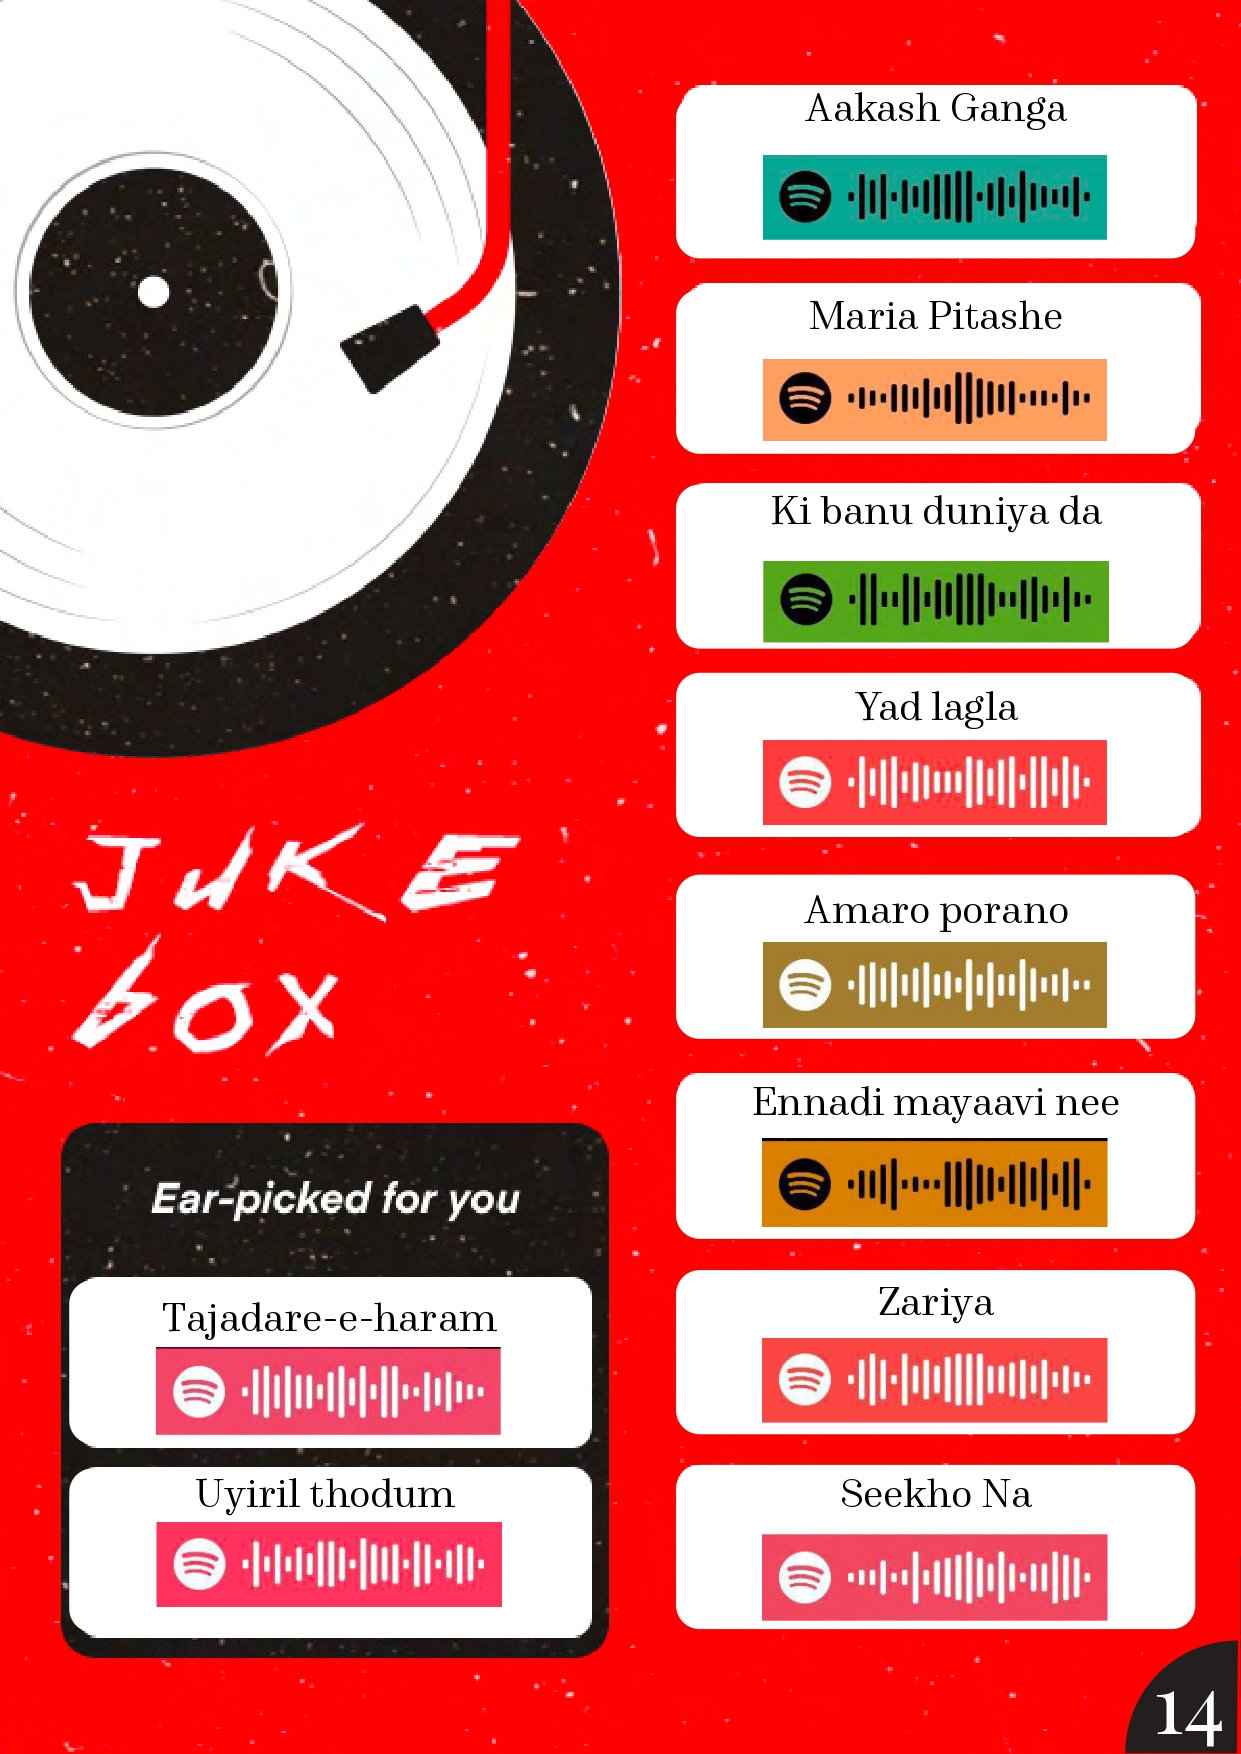 JUKE
box
Ear-picked for you
Tajadare-e-haram
Uyiril thodum
Aakash Ganga
Maria Pitashe
Ki banu duniya da
Yad lagla
Amaro porano
Ennadi mayaavi nee
Zariya
Seekho Na
14